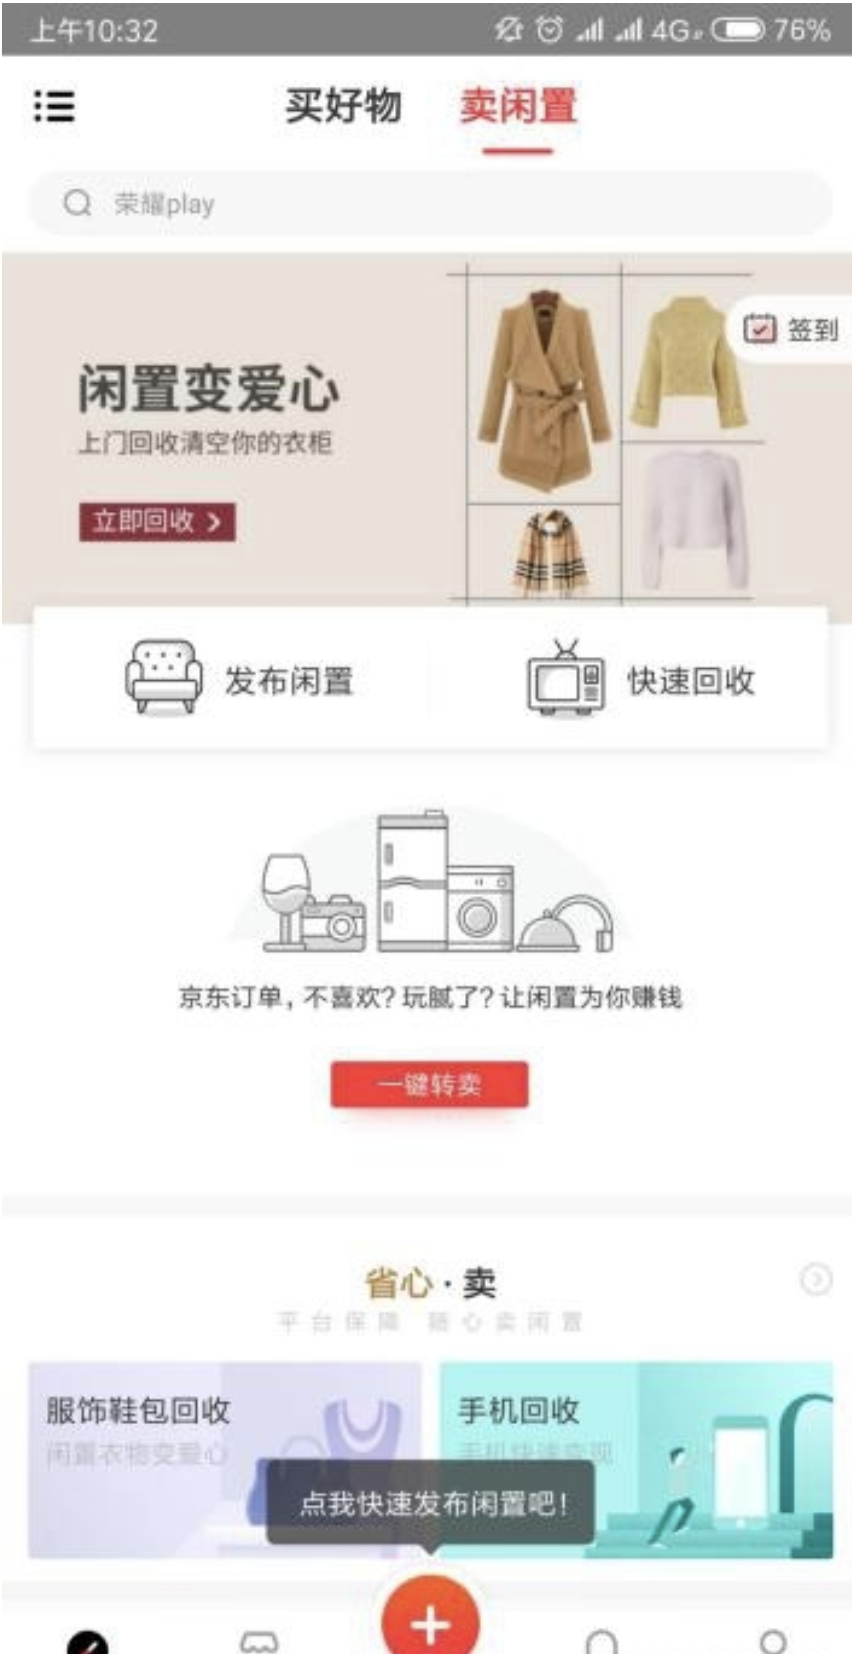 上午10:32 4G 76%
买好物 卖闲置
荣耀play
签到
闲置变爱心
上门回收清空你的衣柜
立即回收
发布闲置 快速回收
京东订单，不喜欢？玩腻了？让闲置为你赚钱
一键转卖
省心·卖
平台保障 随心卖闲置
服饰鞋包回收 手机回收
闲置衣物变爱心 手机快速变现
点我快速发布闲置吧！